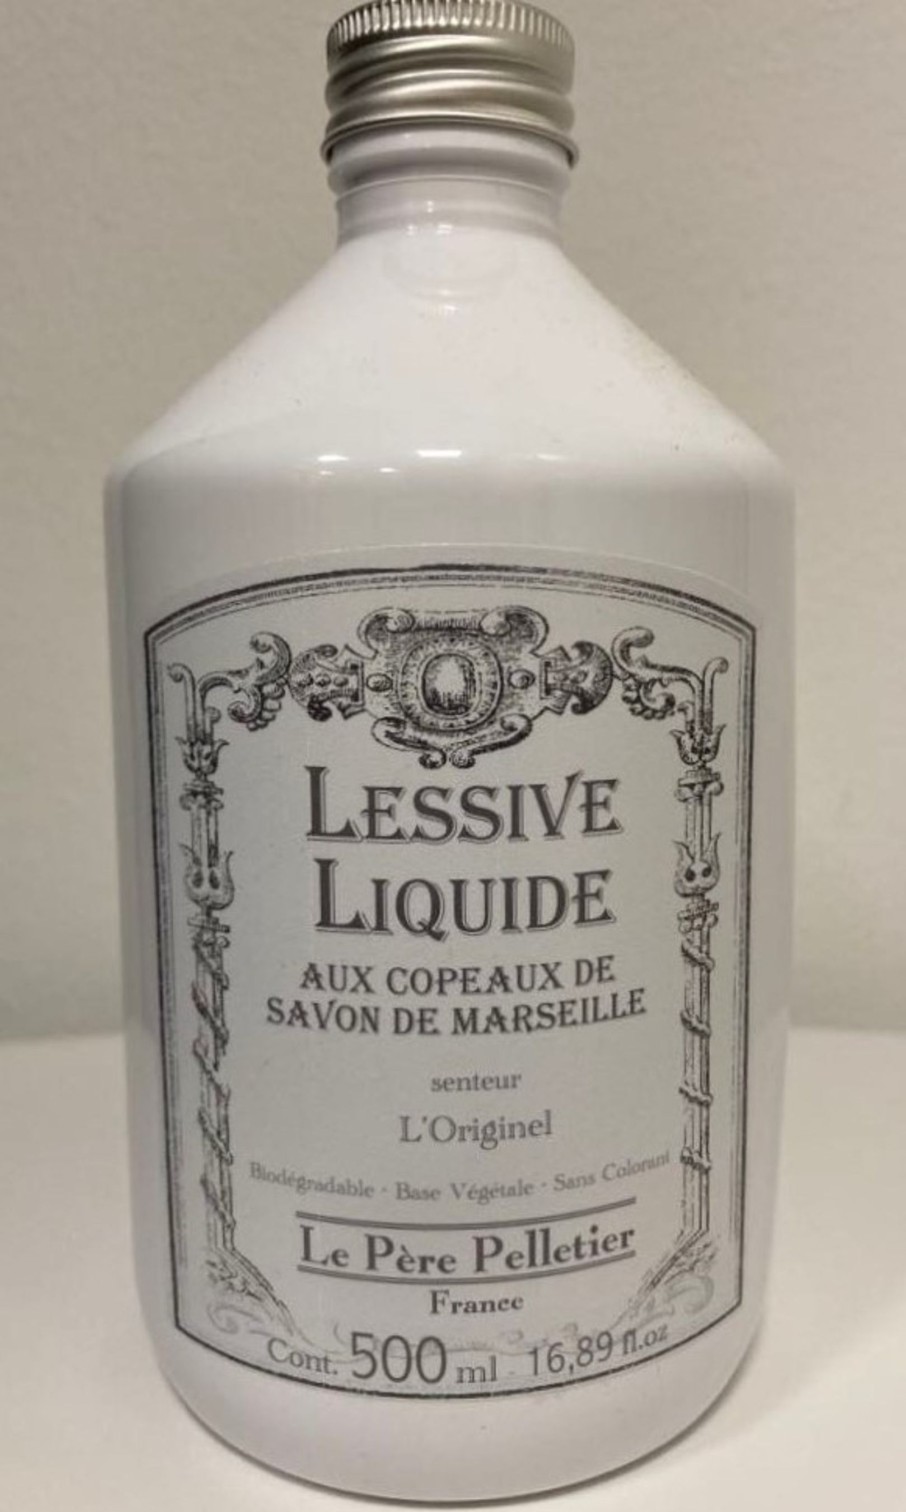 LESSIVE
LIQUIDE
AUX COPEAUX DE
SAVON DE MARSEILLE
senteur
L'Originel
Biodégradable · Base Végétale · Sans Colorant
Le Père Pelletier
France
Cont. 500 ml - 16,89 fl.oz